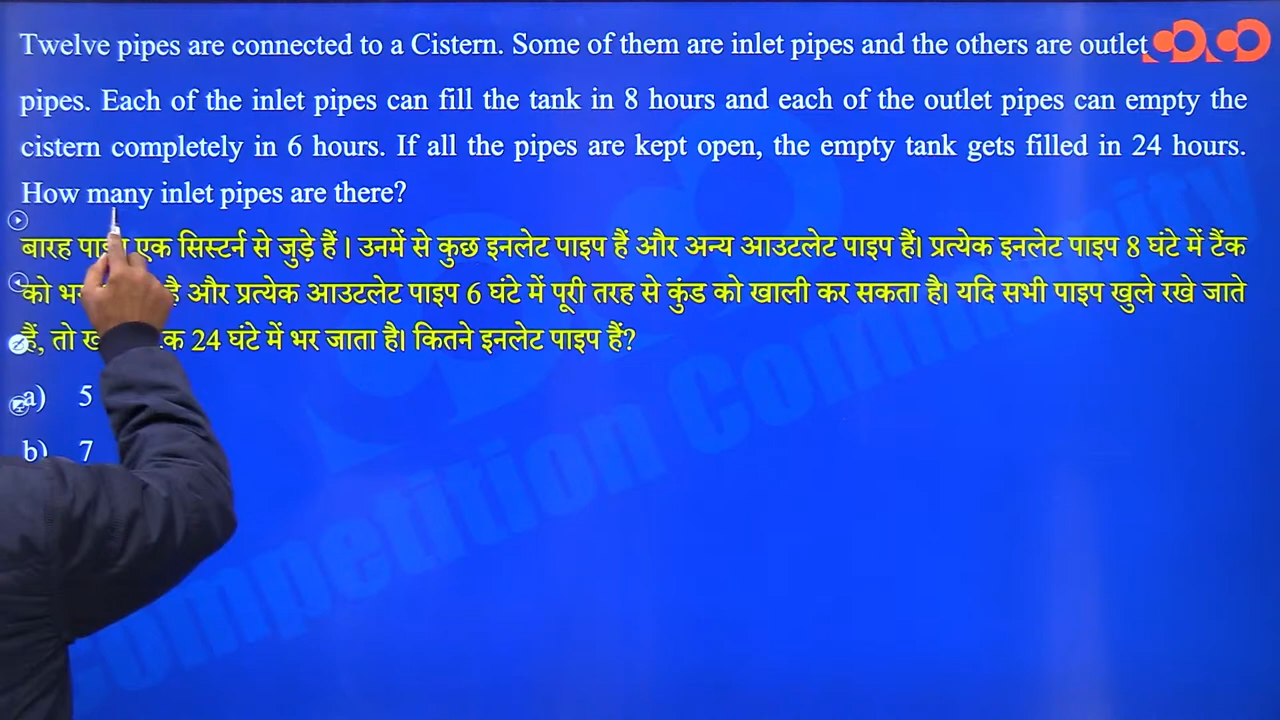 Twelve pipes are connected to a Cistern. Some of them are inlet pipes and the others are outlet
pipes. Each of the inlet pipes can fill the tank in 8 hours and each of the outlet pipes can empty the
cistern completely in 6 hours. If all the pipes are kept open, the empty tank gets filled in 24 hours.
How many inlet pipes are there?
बारह एक सिस्टर्न से जुड़े हैं। उनमें से कुछ इनलेट पाइप हैं और अन्य आउटलेट पाइप हैं। प्रत्येक इनलेट पाइप 8 घंटे में टैंक
को है और प्रत्येक आउटलेट पाइप 6 घंटे में पूरी तरह से कुंड को खाली कर सकता है। यदि सभी पाइप खुले रखे जाते
हैं, तो 24 घंटे में भर जाता है। कितने इनलेट पाइप हैं?
a) 5
b) 7
Competition Community